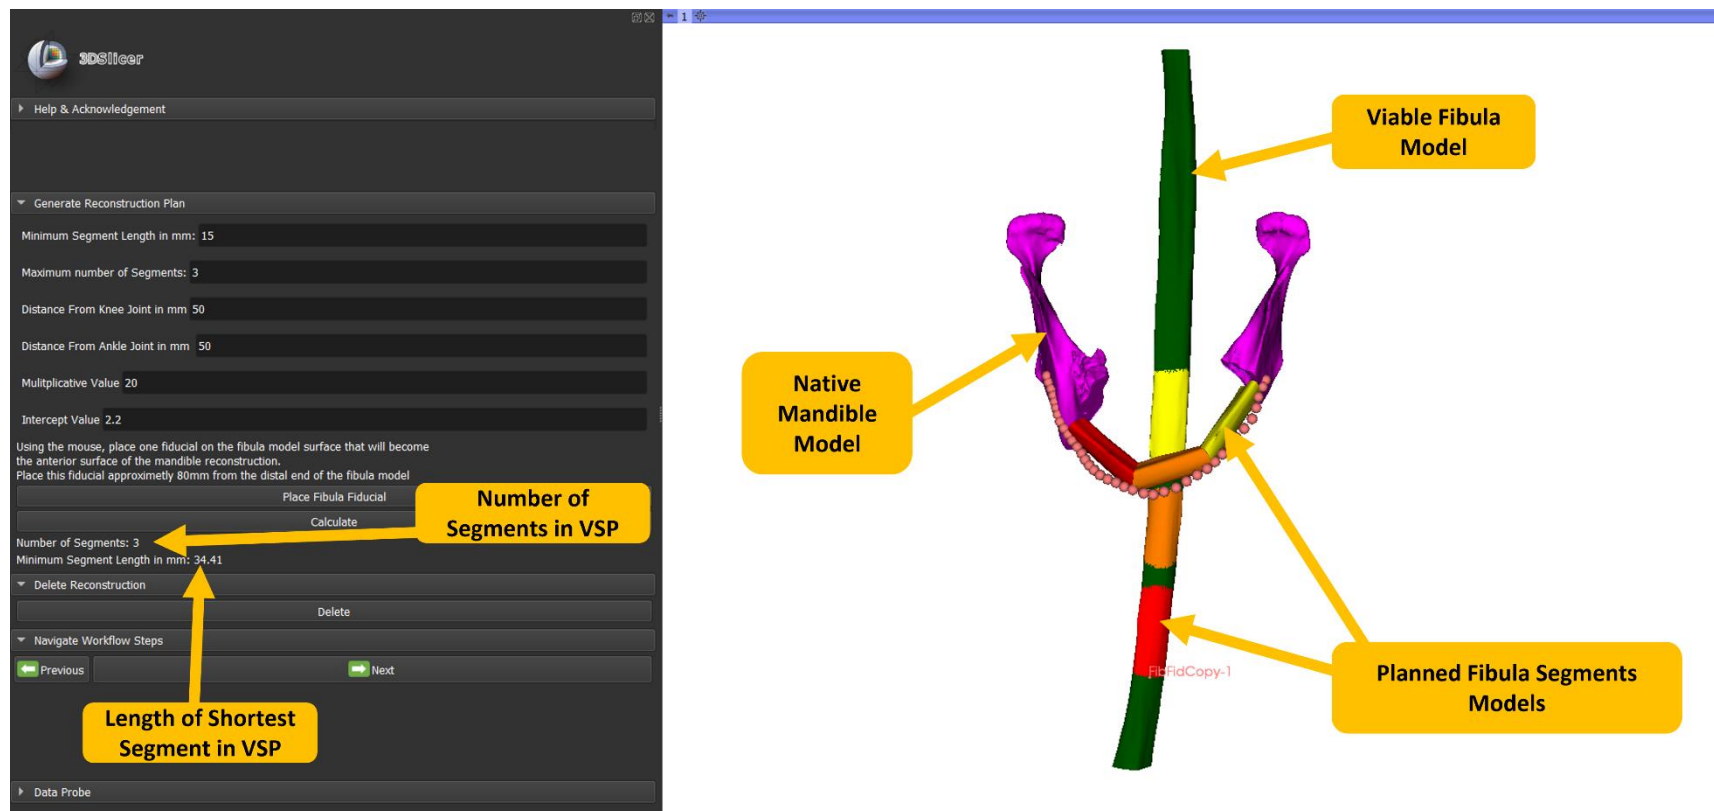 1
3DSlicer
Help & Acknowledgement
Generate Reconstruction Plan
Minimum Segment Length in mm: 15
Maximum number of Segments: 3
Distance From Knee Joint in mm 50
Distance From Ankle Joint in mm 50
Mulitplicative Value 20
Intercept Value 2.2
Using the mouse, place one fiducial on the fibula model surface that will become
the anterior surface of the mandible reconstruction.
Place this fiducial approximetly 80mm from the distal end of the fibula model
Place Fibula Fiducial
Calculate
Number of Segments: 3
Minimum Segment Length in mm: 34.41
Delete Reconstruction
Delete
Navigate Workflow Steps
Previous
Next
Data Probe
Number of
Segments in VSP
Length of Shortest
Segment in VSP
Viable Fibula
Model
Native
Mandible
Model
FibFidCopy-1
Planned Fibula Segments
Models